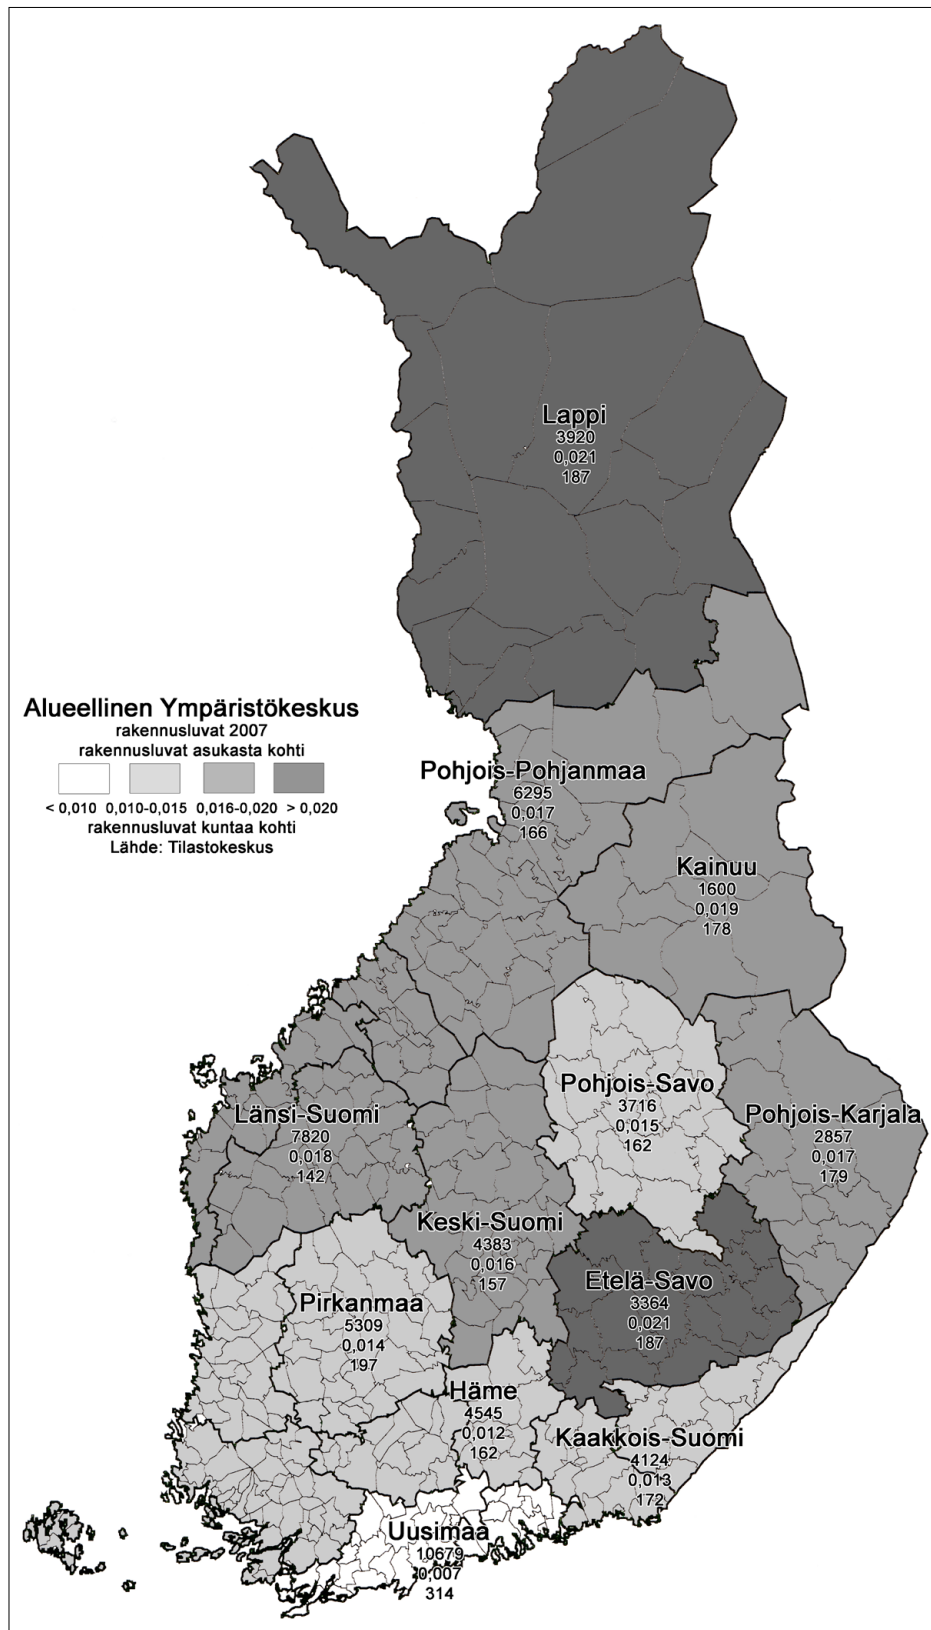 Lappi
3920
0,021
187
Alueellinen Ympäristökeskus
rakennusluvat 2007
rakennusluvat asukasta kohti
< 0,010 0,010-0,015 0,016-0,020 > 0,020
rakennusluvat kuntaa kohti
Lähde: Tilastokeskus
Pohjois-Pohjanmaa
6295
0,017
166
Kainuu
1600
0,019
178
Pohjois-Savo
3716
0,015
162
Länsi-Suomi
7820
0,018
142
Pohjois-Karjala
2857
0,017
179
Keski-Suomi
4383
0,016
157
Etelä-Savo
3364
0,021
187
Pirkanmaa
5309
0,014
197
Häme
4545
0,012
162
Kaakkois-Suomi
4124
0,013
172
Uusimaa
10679
0,007
314